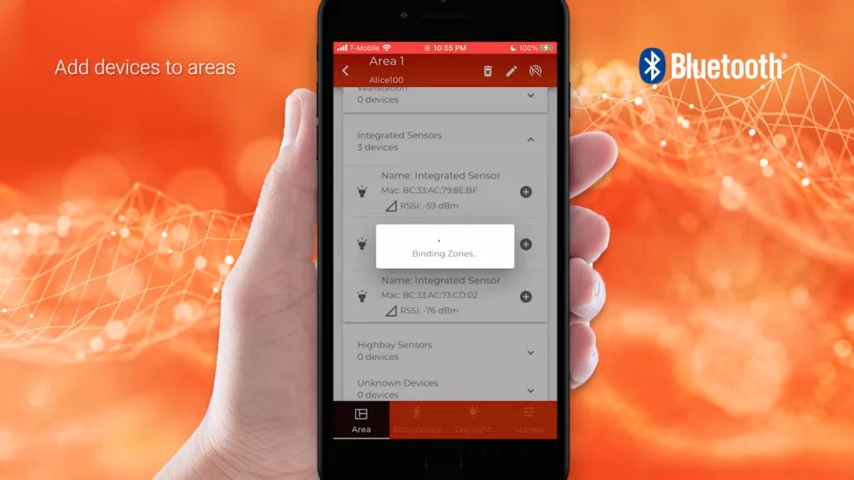 Add devices to areas
Bluetooth®
T-Mobile
10:55 PM
100%
Area 1
Alice100
Wallstation
0 devices
Integrated Sensors
3 devices
Name: Integrated Sensor
Mac: BC:33:AC:79:8E:BF
RSSI: -59 dBm
Binding Zones...
Name: Integrated Sensor
Mac: BC:33:AC:73:CD:02
RSSI: -76 dBm
Highbay Sensors
0 devices
Unknown Devices
0 devices
Area
Occupancy
Daylight
Scenes